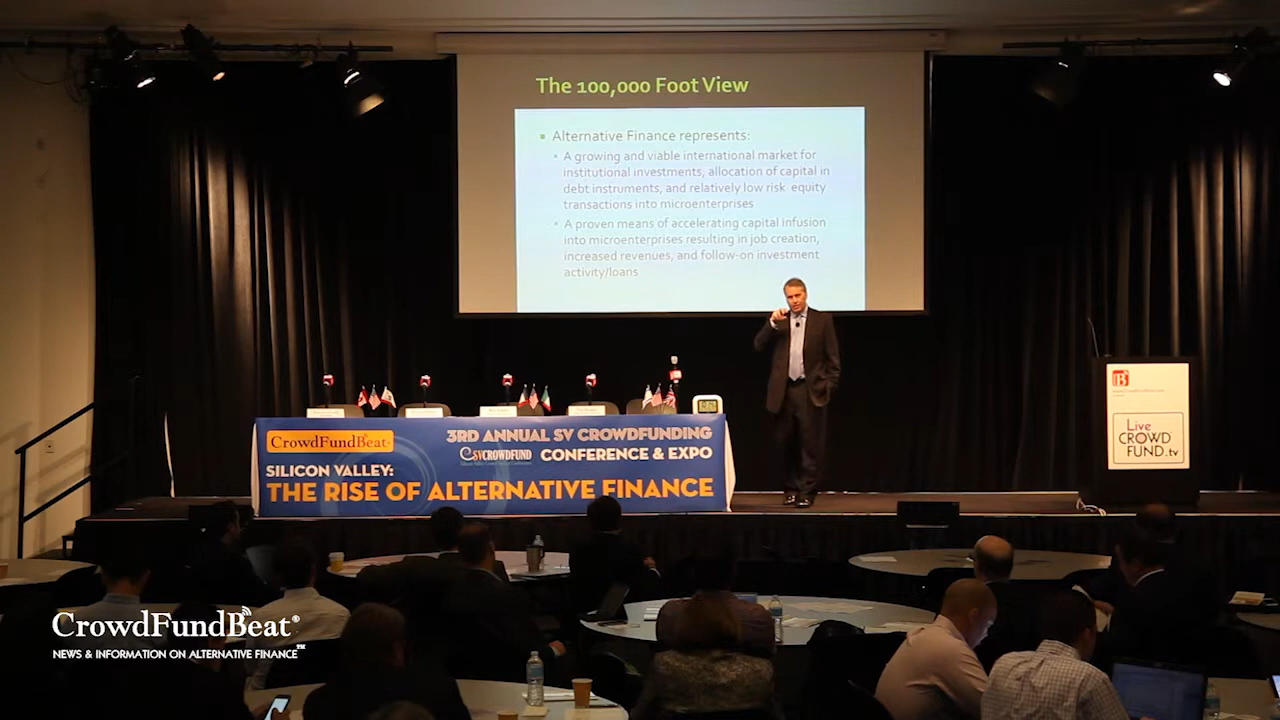 The 100,000 Foot View
Alternative Finance represents:
A growing and viable international market for
institutional investments, allocation of capital in
debt instruments, and relatively low risk equity
transactions into microenterprises
A proven means of accelerating capital infusion
into microenterprises resulting in job creation,
increased revenues, and follow-on investment
activity/loans
CrowdFundBeat
3RD ANNUAL SV CROWDFUNDING
SVCROWDFUND
CONFERENCE & EXPO
SILICON VALLEY:
THE RISE OF ALTERNATIVE FINANCE
B
Live
CROWD
FUND.tv
CrowdFundBeat®
NEWS & INFORMATION ON ALTERNATIVE FINANCE™